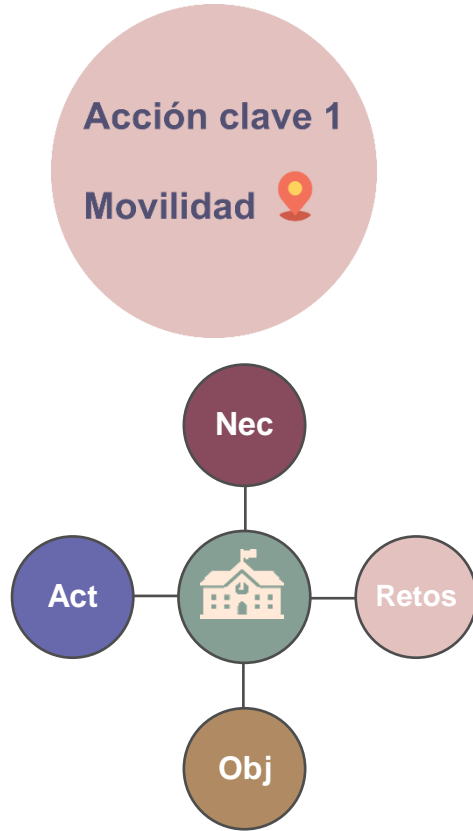 Acción clave 1
Movilidad
Nec
Act
Retos
Obj